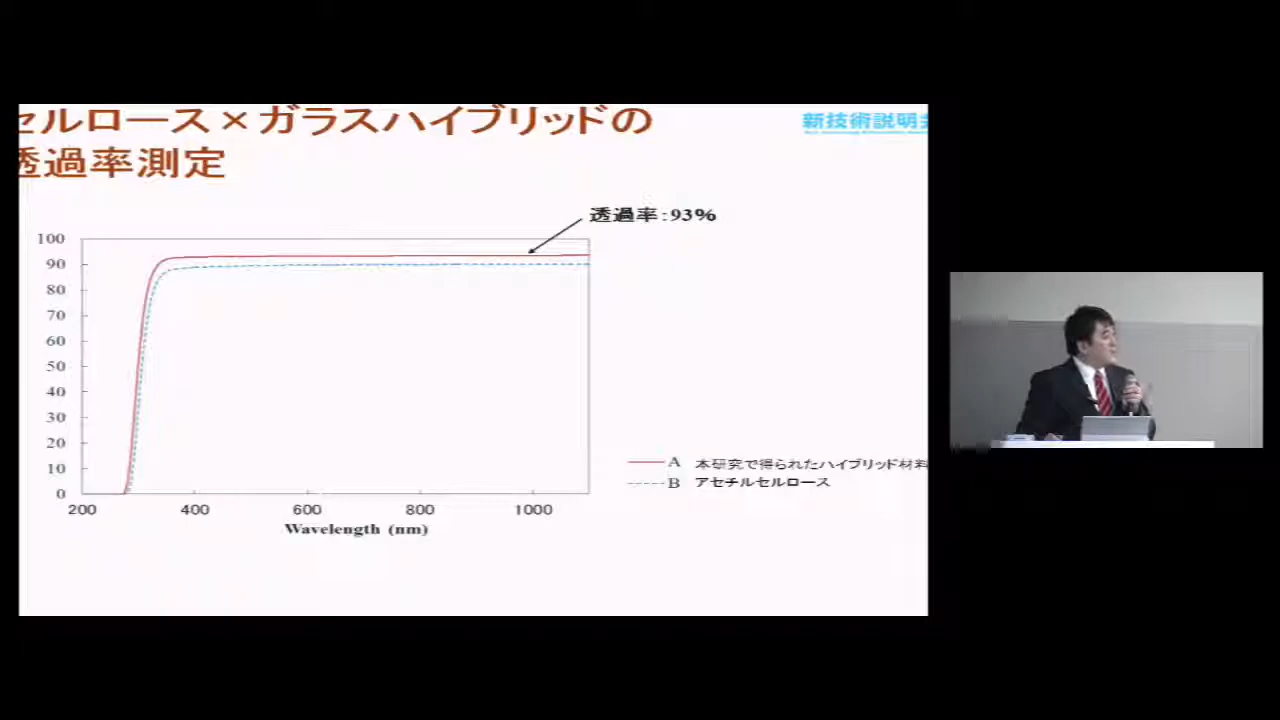 セルロース×ガラスハイブリッドの
透過率測定
新技術説明会
透過率:93%
100
90
80
70
60
50
40
30
20
10
0
200 400 600 800 1000
Wavelength (nm)
A 本研究で得られたハイブリッド材料
B アセチルセルロース